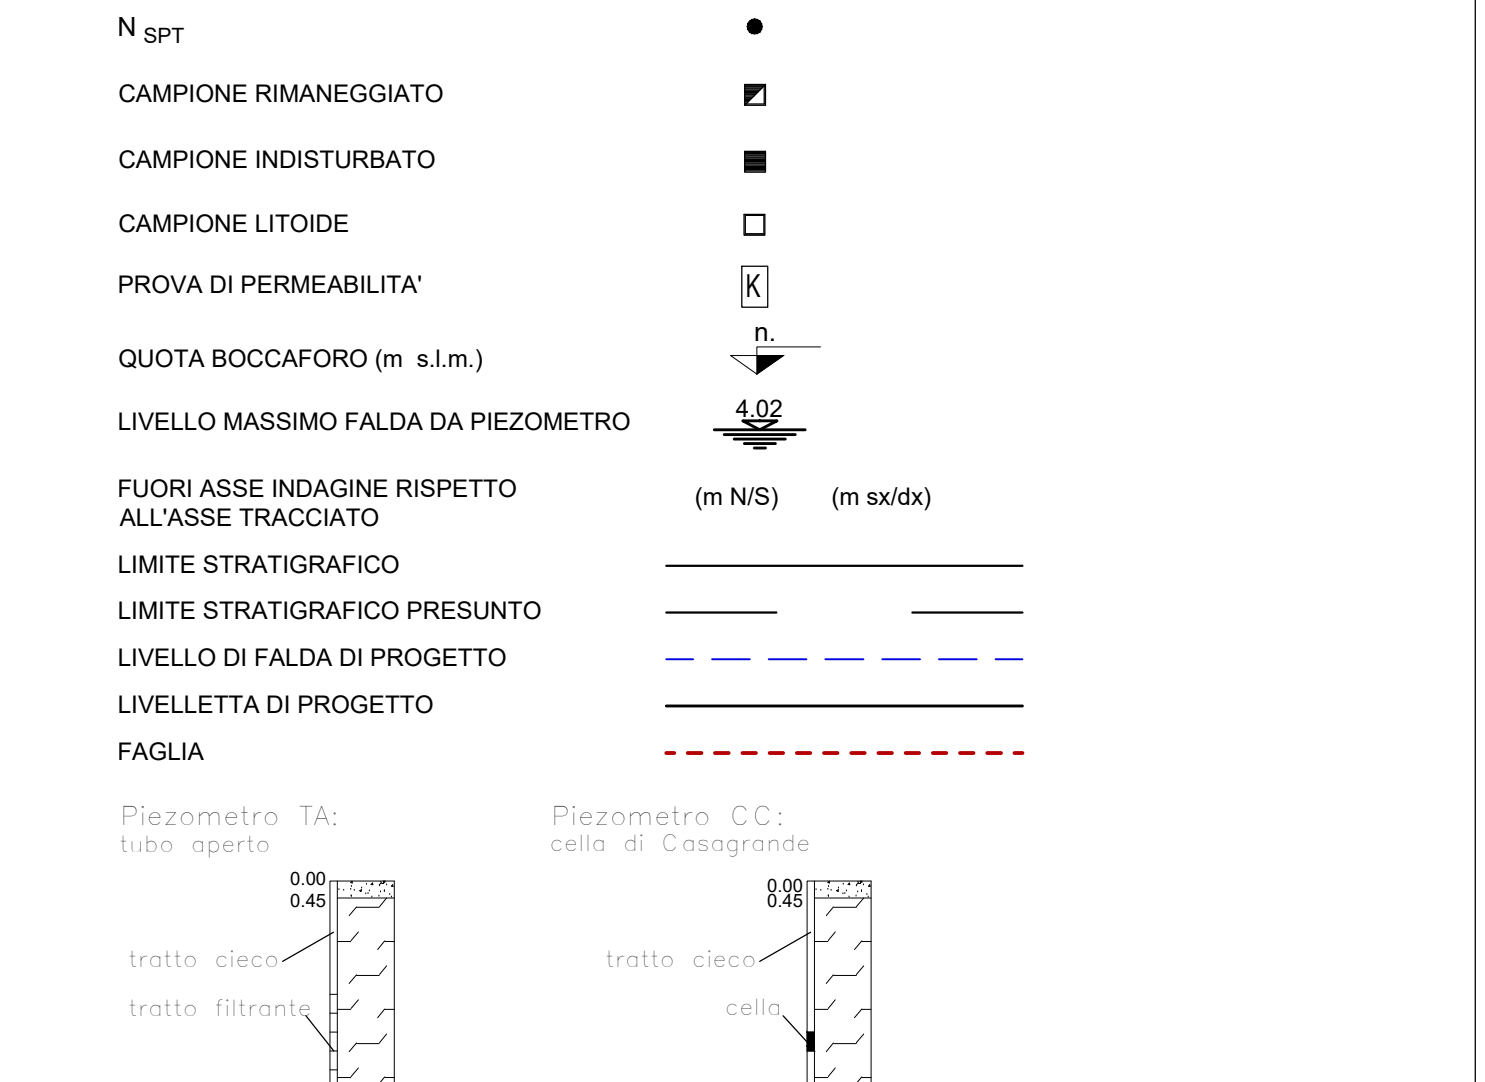 N SPT
CAMPIONE RIMANEGGIATO
CAMPIONE INDISTURBATO
CAMPIONE LITOIDE
PROVA DI PERMEABILITA' K
n.
QUOTA BOCCAFORO (m s.l.m.)
4.02
LIVELLO MASSIMO FALDA DA PIEZOMETRO
FUORI ASSE INDAGINE RISPETTO
ALL'ASSE TRACCIATO
(m N/S) (m sx/dx)
LIMITE STRATIGRAFICO
LIMITE STRATIGRAFICO PRESUNTO
LIVELLO DI FALDA DI PROGETTO
LIVELLETTA DI PROGETTO
FAGLIA
Piezometro TA:
tubo aperto
0.00
0.45
tratto cieco
tratto filtrante
Piezometro CC:
cella di Casagrande
0.00
0.45
tratto cieco
cella